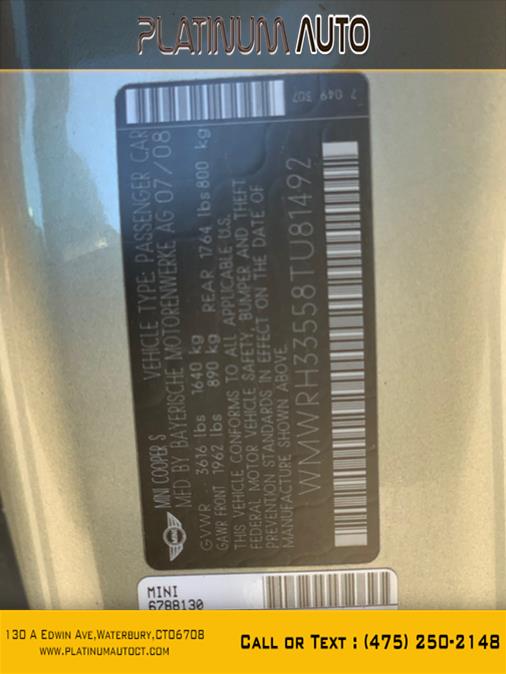 PLATINUM AUTO
7 049 307
MINI COOPER S VEHICLE TYPE: PASSENGER CAR
MFD BY BAYERISCHE MOTORENWERKE AG 07/08
GVWR 3616 lbs 1640 kg
GAWR FRONT 1962 lbs 890 kg REAR 1764 lbs800 kg
THIS VEHICLE CONFORMS TO ALL APPLICABLE U.S.
FEDERAL MOTOR VEHICLE SAFETY, BUMPER AND THEFT
PREVENTION STANDARDS IN EFFECT ON THE DATE OF
MANUFACTURE SHOWN ABOVE.
WMWRH33558TU81492
MINI
MINI
6788130
130 A Edwin Ave,Waterbury,CT06708
www.platinumautoct.com
Call or Text : (475) 250-2148